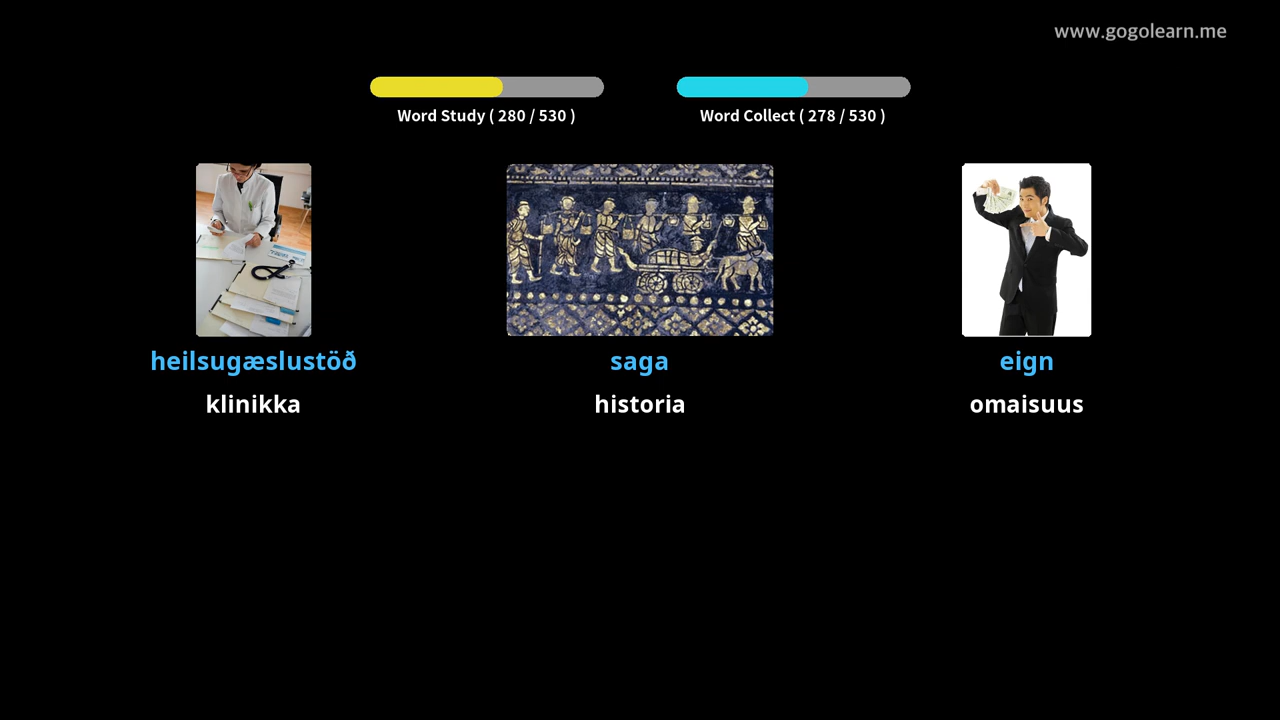 www.gogolearn.me
Word Study ( 280 / 530 )
Word Collect ( 278 / 530 )
heilsugæslustöð
saga
eign
klinikka
historia
omaisuus